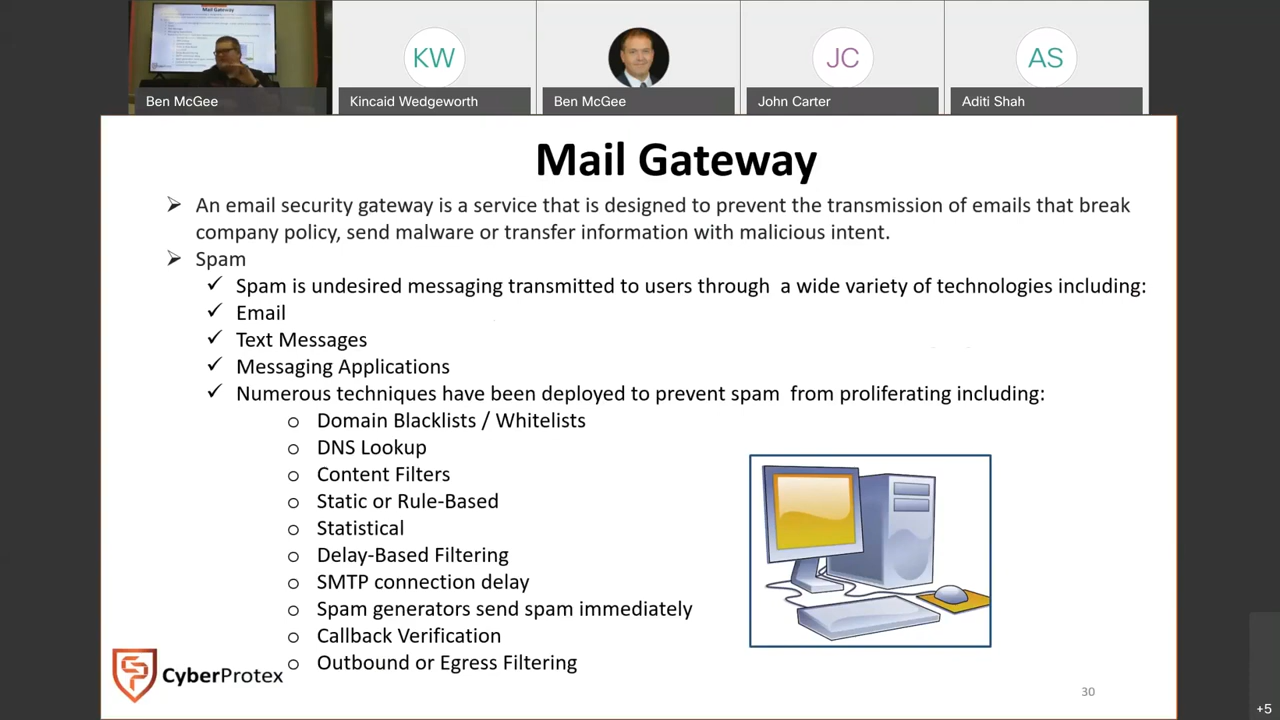 Mail Gateway
KW
JC
AS
Ben McGee
Kincaid Wedgeworth
Ben McGee
John Carter
Aditi Shah
Mail Gateway
An email security gateway is a service that is designed to prevent the transmission of emails that break
company policy, send malware or transfer information with malicious intent.
Spam
Spam is undesired messaging transmitted to users through  a wide variety of technologies including:
Email
Text Messages
Messaging Applications
Numerous techniques have been deployed to prevent spam  from proliferating including:
Domain Blacklists / Whitelists
DNS Lookup
Content Filters
Static or Rule-Based
Statistical
Delay-Based Filtering
SMTP connection delay
Spam generators send spam immediately
Callback Verification
Outbound or Egress Filtering
CyberProtex
30
+5